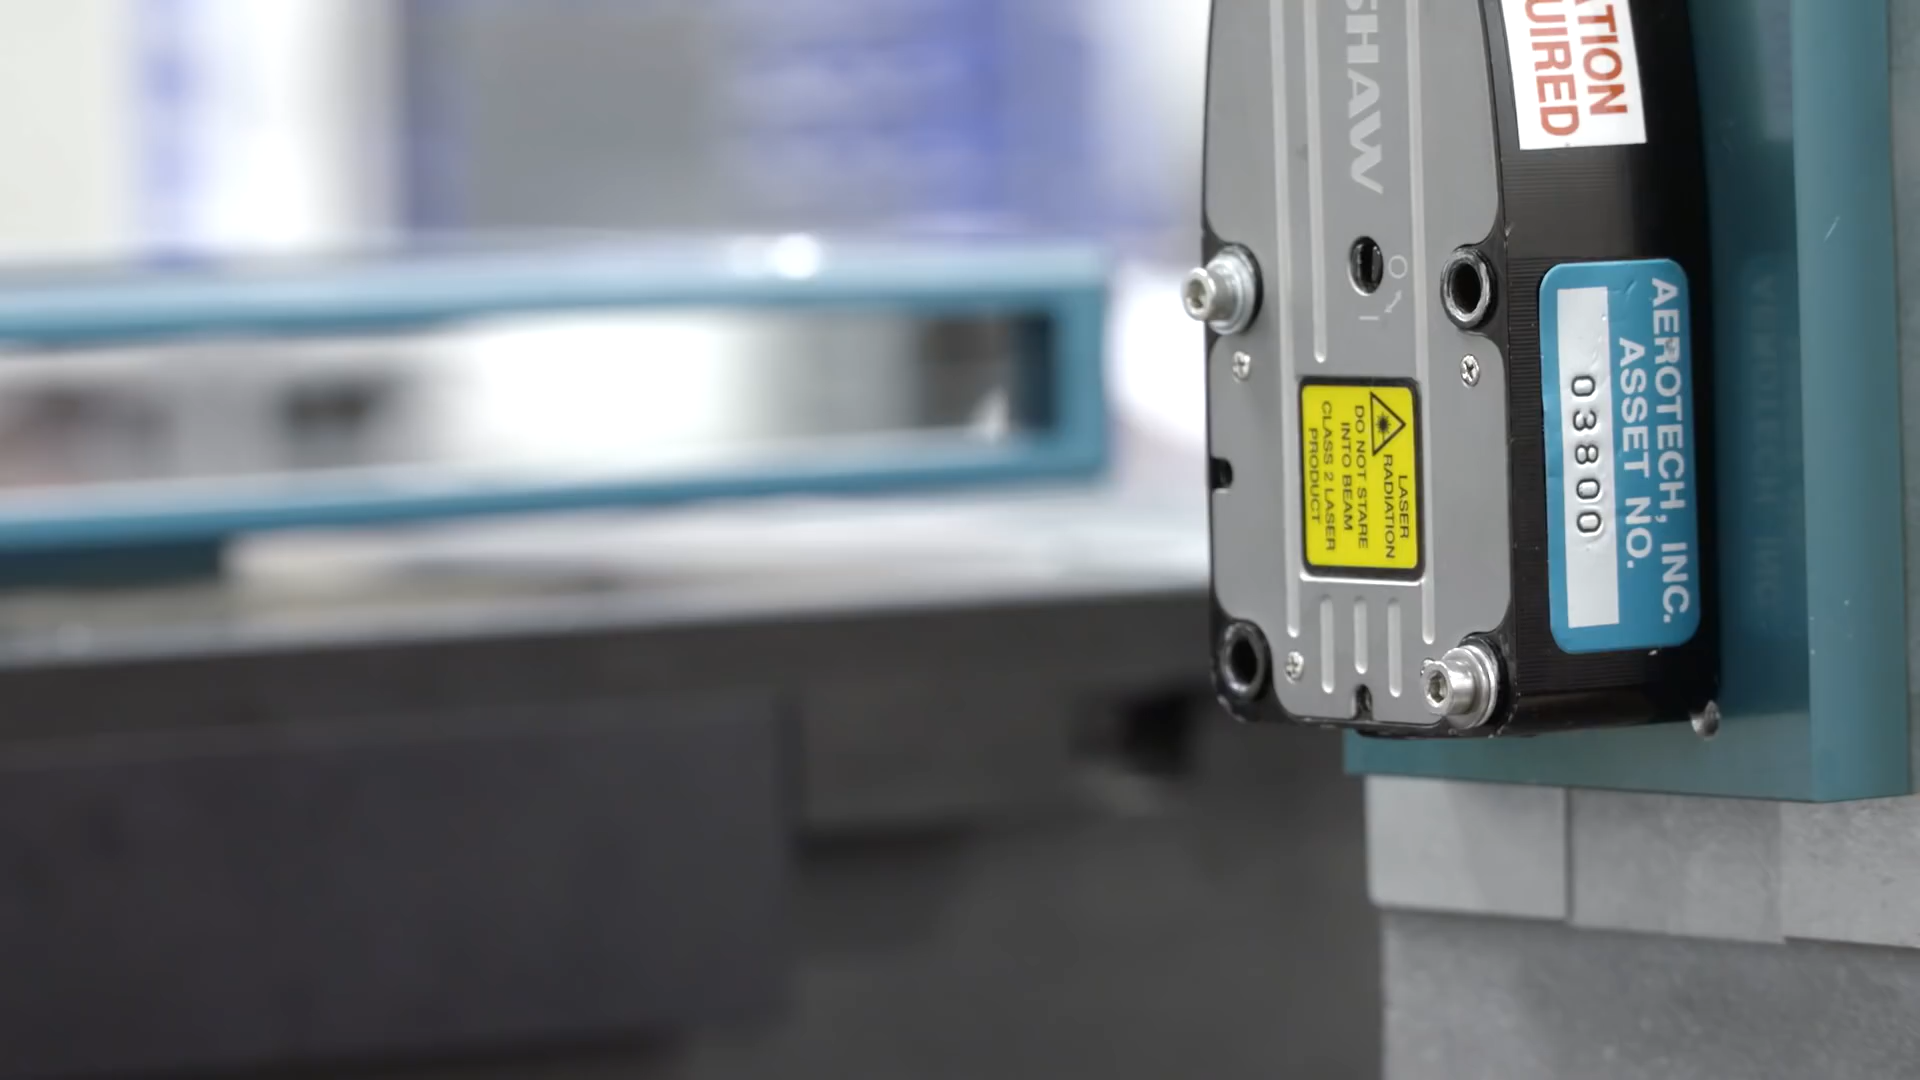 SHAW
ATION
UIRED
O
I
LASER
RADIATION
DO NOT STARE
INTO BEAM
CLASS 2 LASER
PRODUCT
AEROTECH, INC.
ASSET NO.
03800